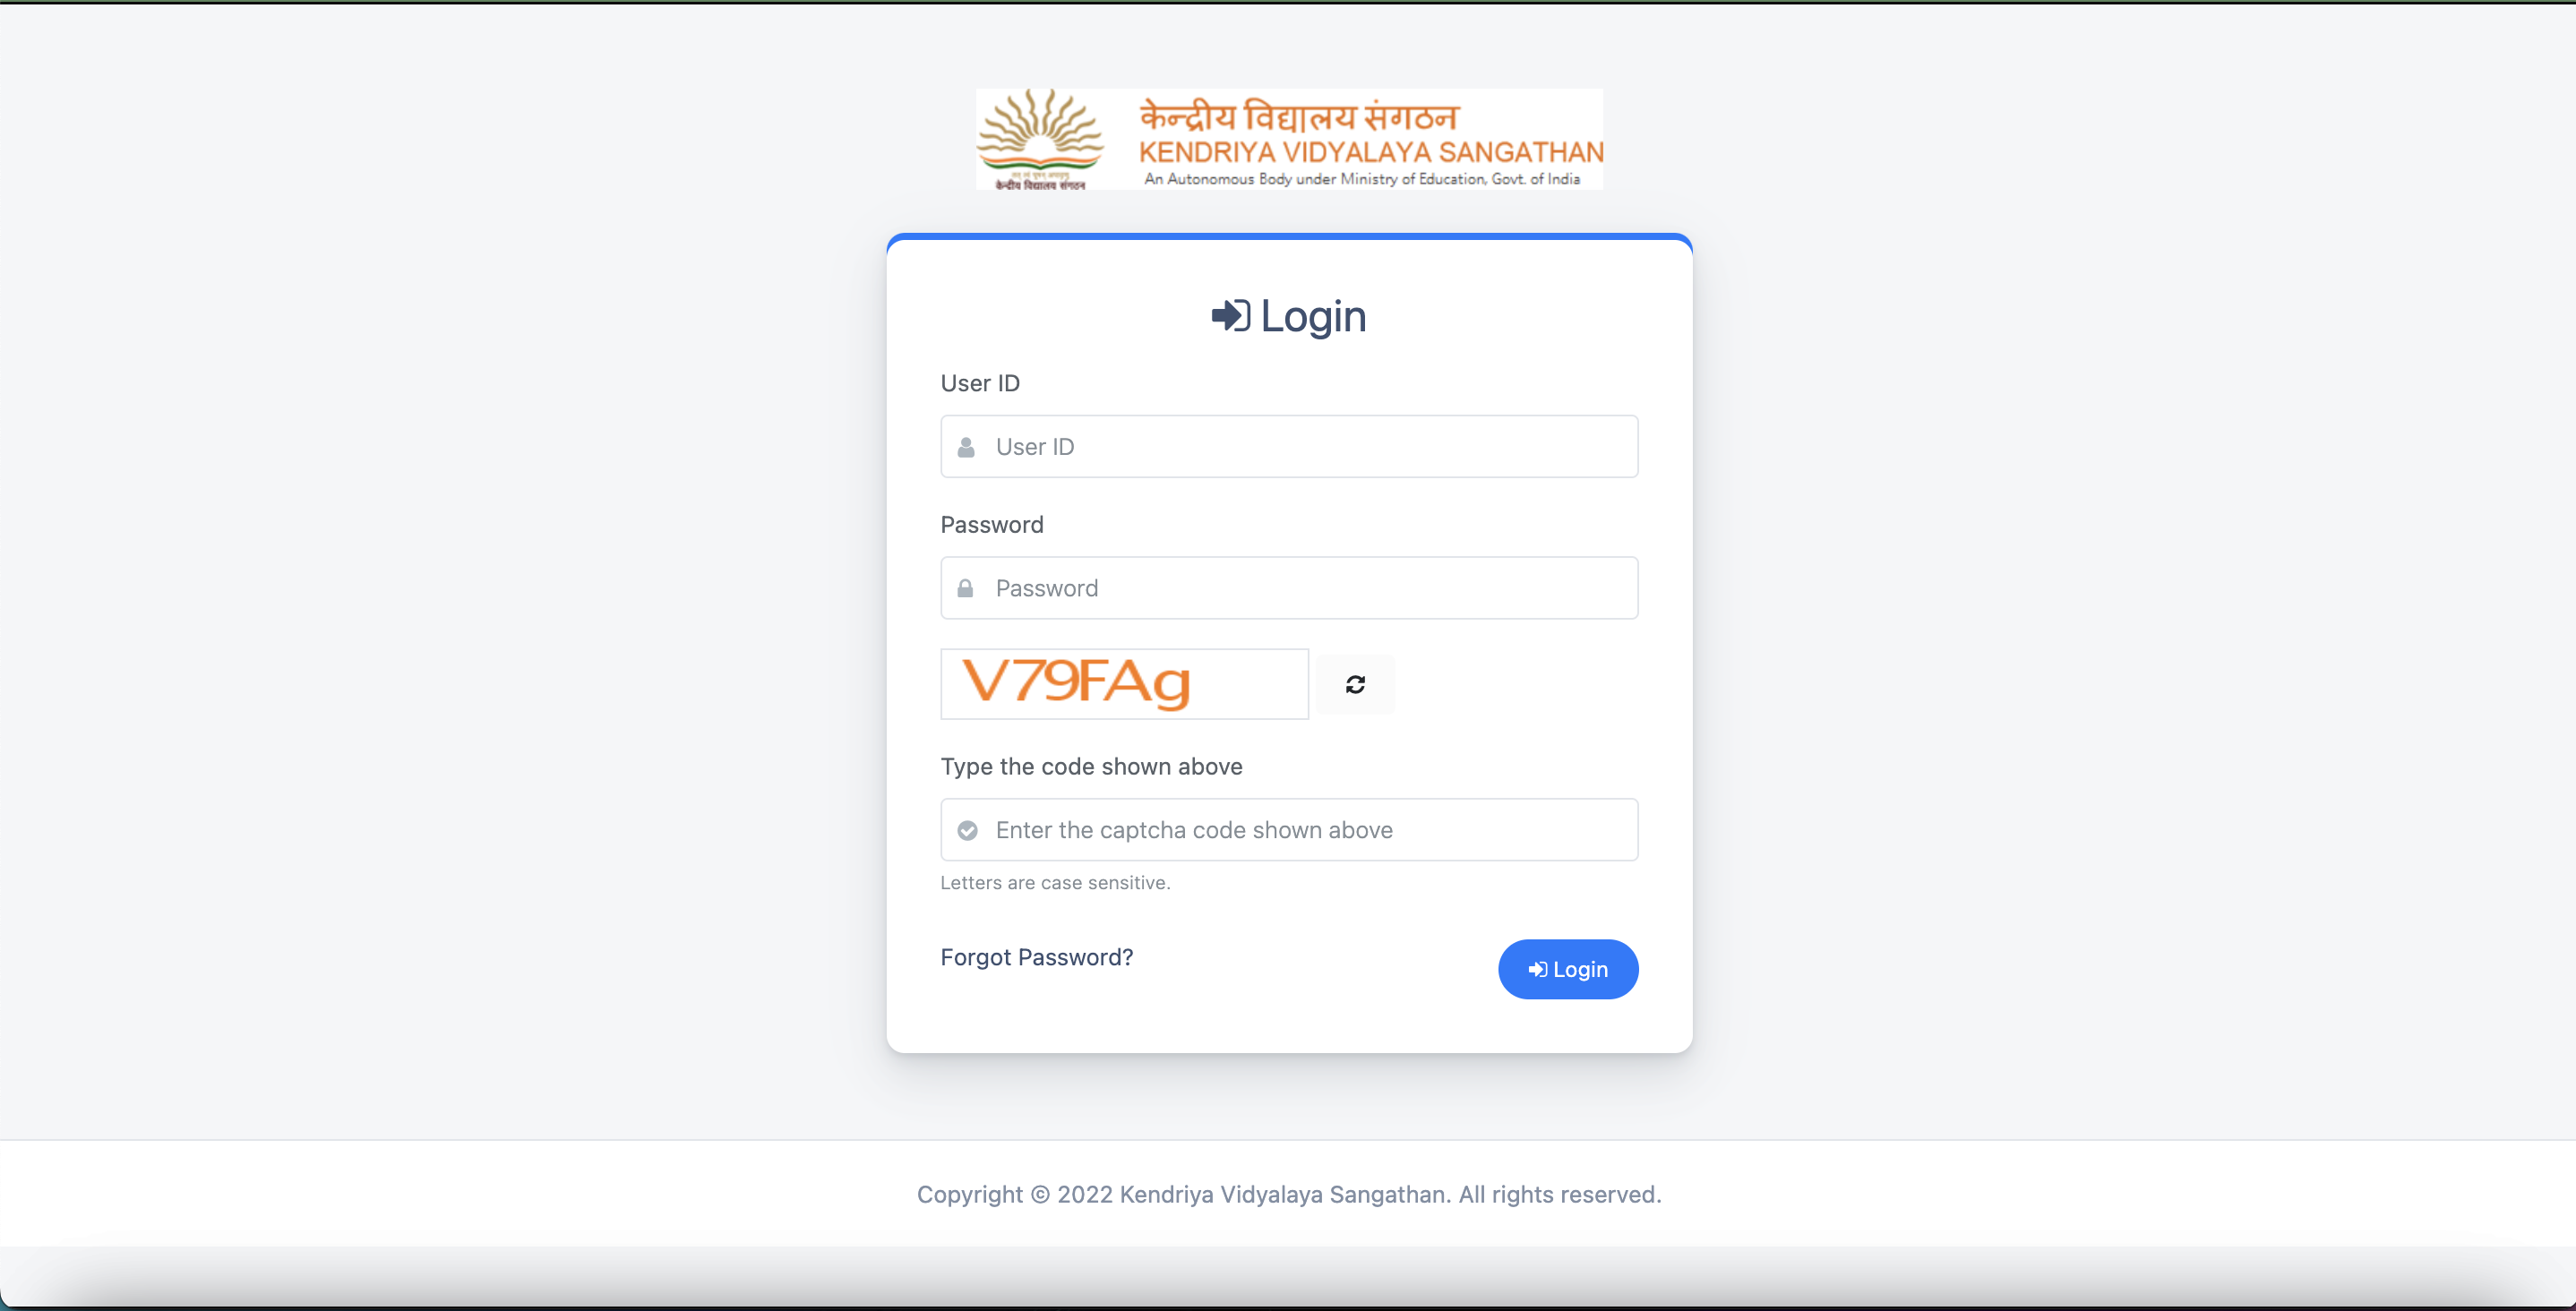 केन्द्रीय विद्यालय संगठन
KENDRIYA VIDYALAYA SANGATHAN
An Autonomous Body under Ministry of Education, Govt. of India
केन्द्रीय विद्यालय संगठन
Login
User ID
User ID
Password
Password
V79FAg
Type the code shown above
Enter the captcha code shown above
Letters are case sensitive.
Forgot Password?
Login
Copyright © 2022 Kendriya Vidyalaya Sangathan. All rights reserved.